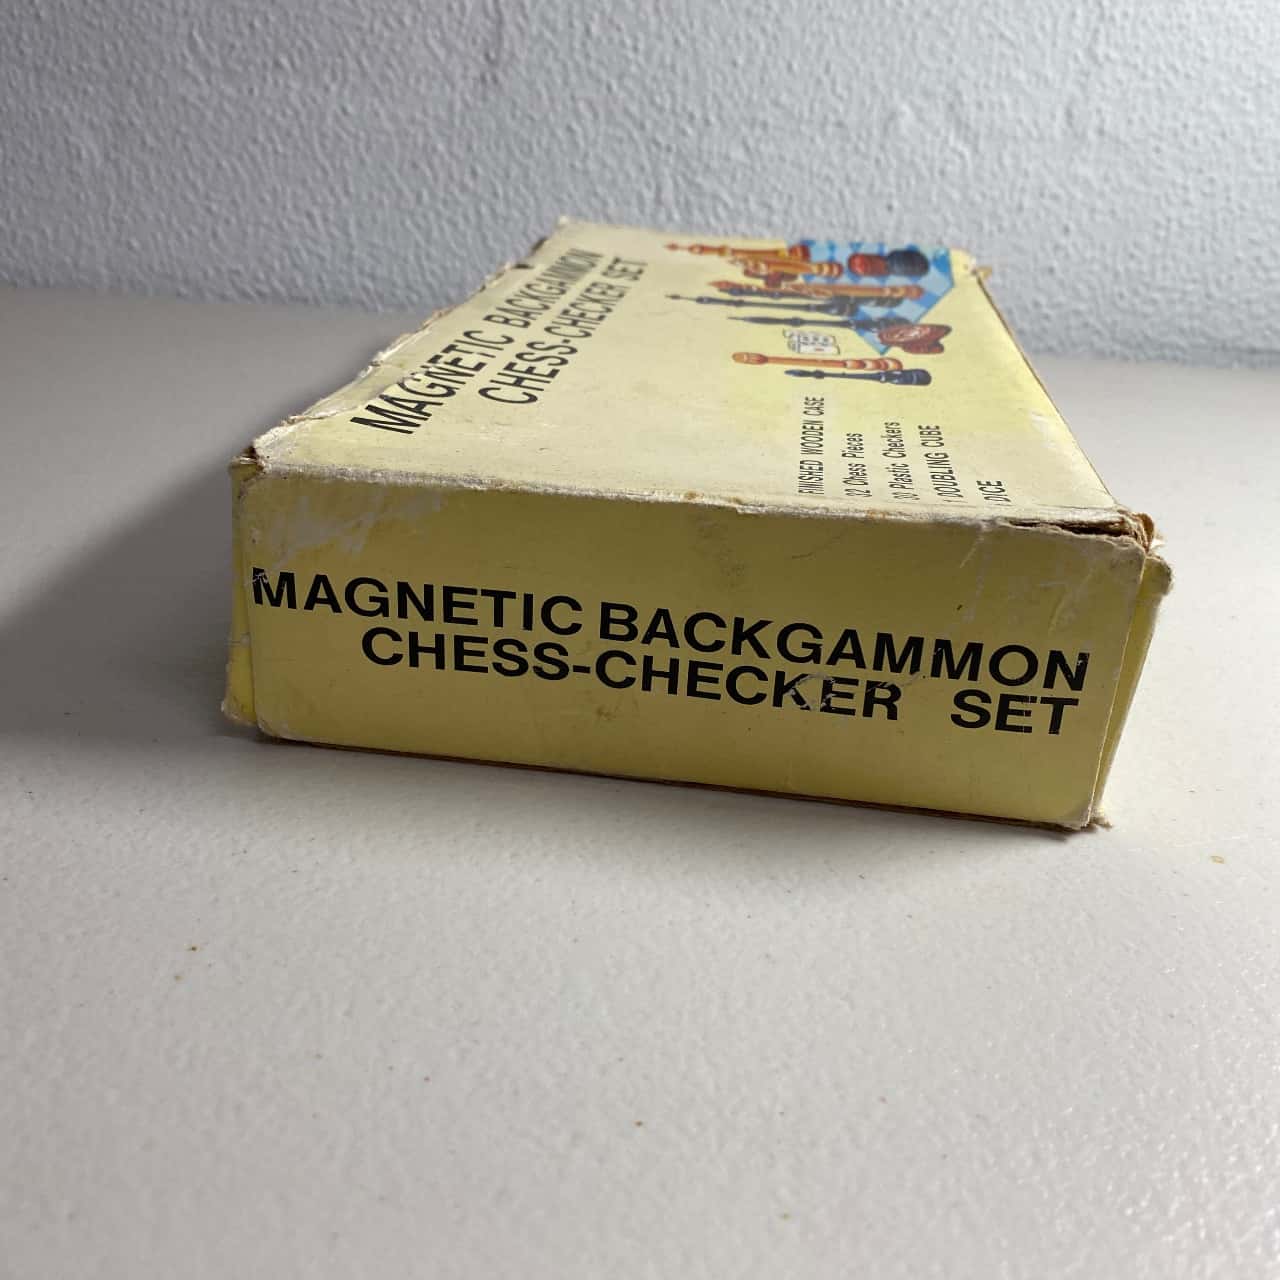 MAGNETIC BACKGAMMON
CHESS-CHECKER SET
FINISHED WOODEN CASE
32 Chess Pieces
Plastic Checkers
DOUBLING CUBE
DICE
MAGNETIC BACKGAMMON
CHESS-CHECKER SET